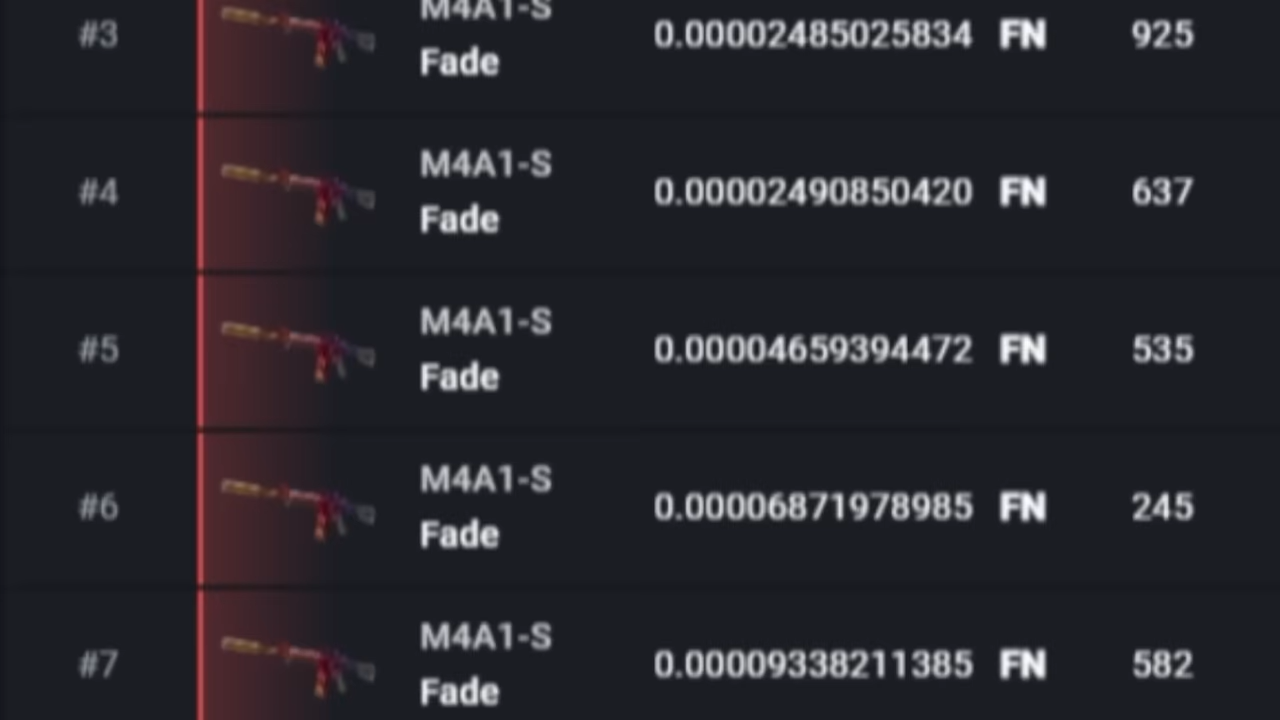 #3 M4A1-S 0.00002485025834 FN 925
Fade
#4 M4A1-S 0.00002490850420 FN 637
Fade
#5 M4A1-S 0.00004659394472 FN 535
Fade
#6 M4A1-S 0.00006871978985 FN 245
Fade
#7 M4A1-S 0.00009338211385 FN 582
Fade